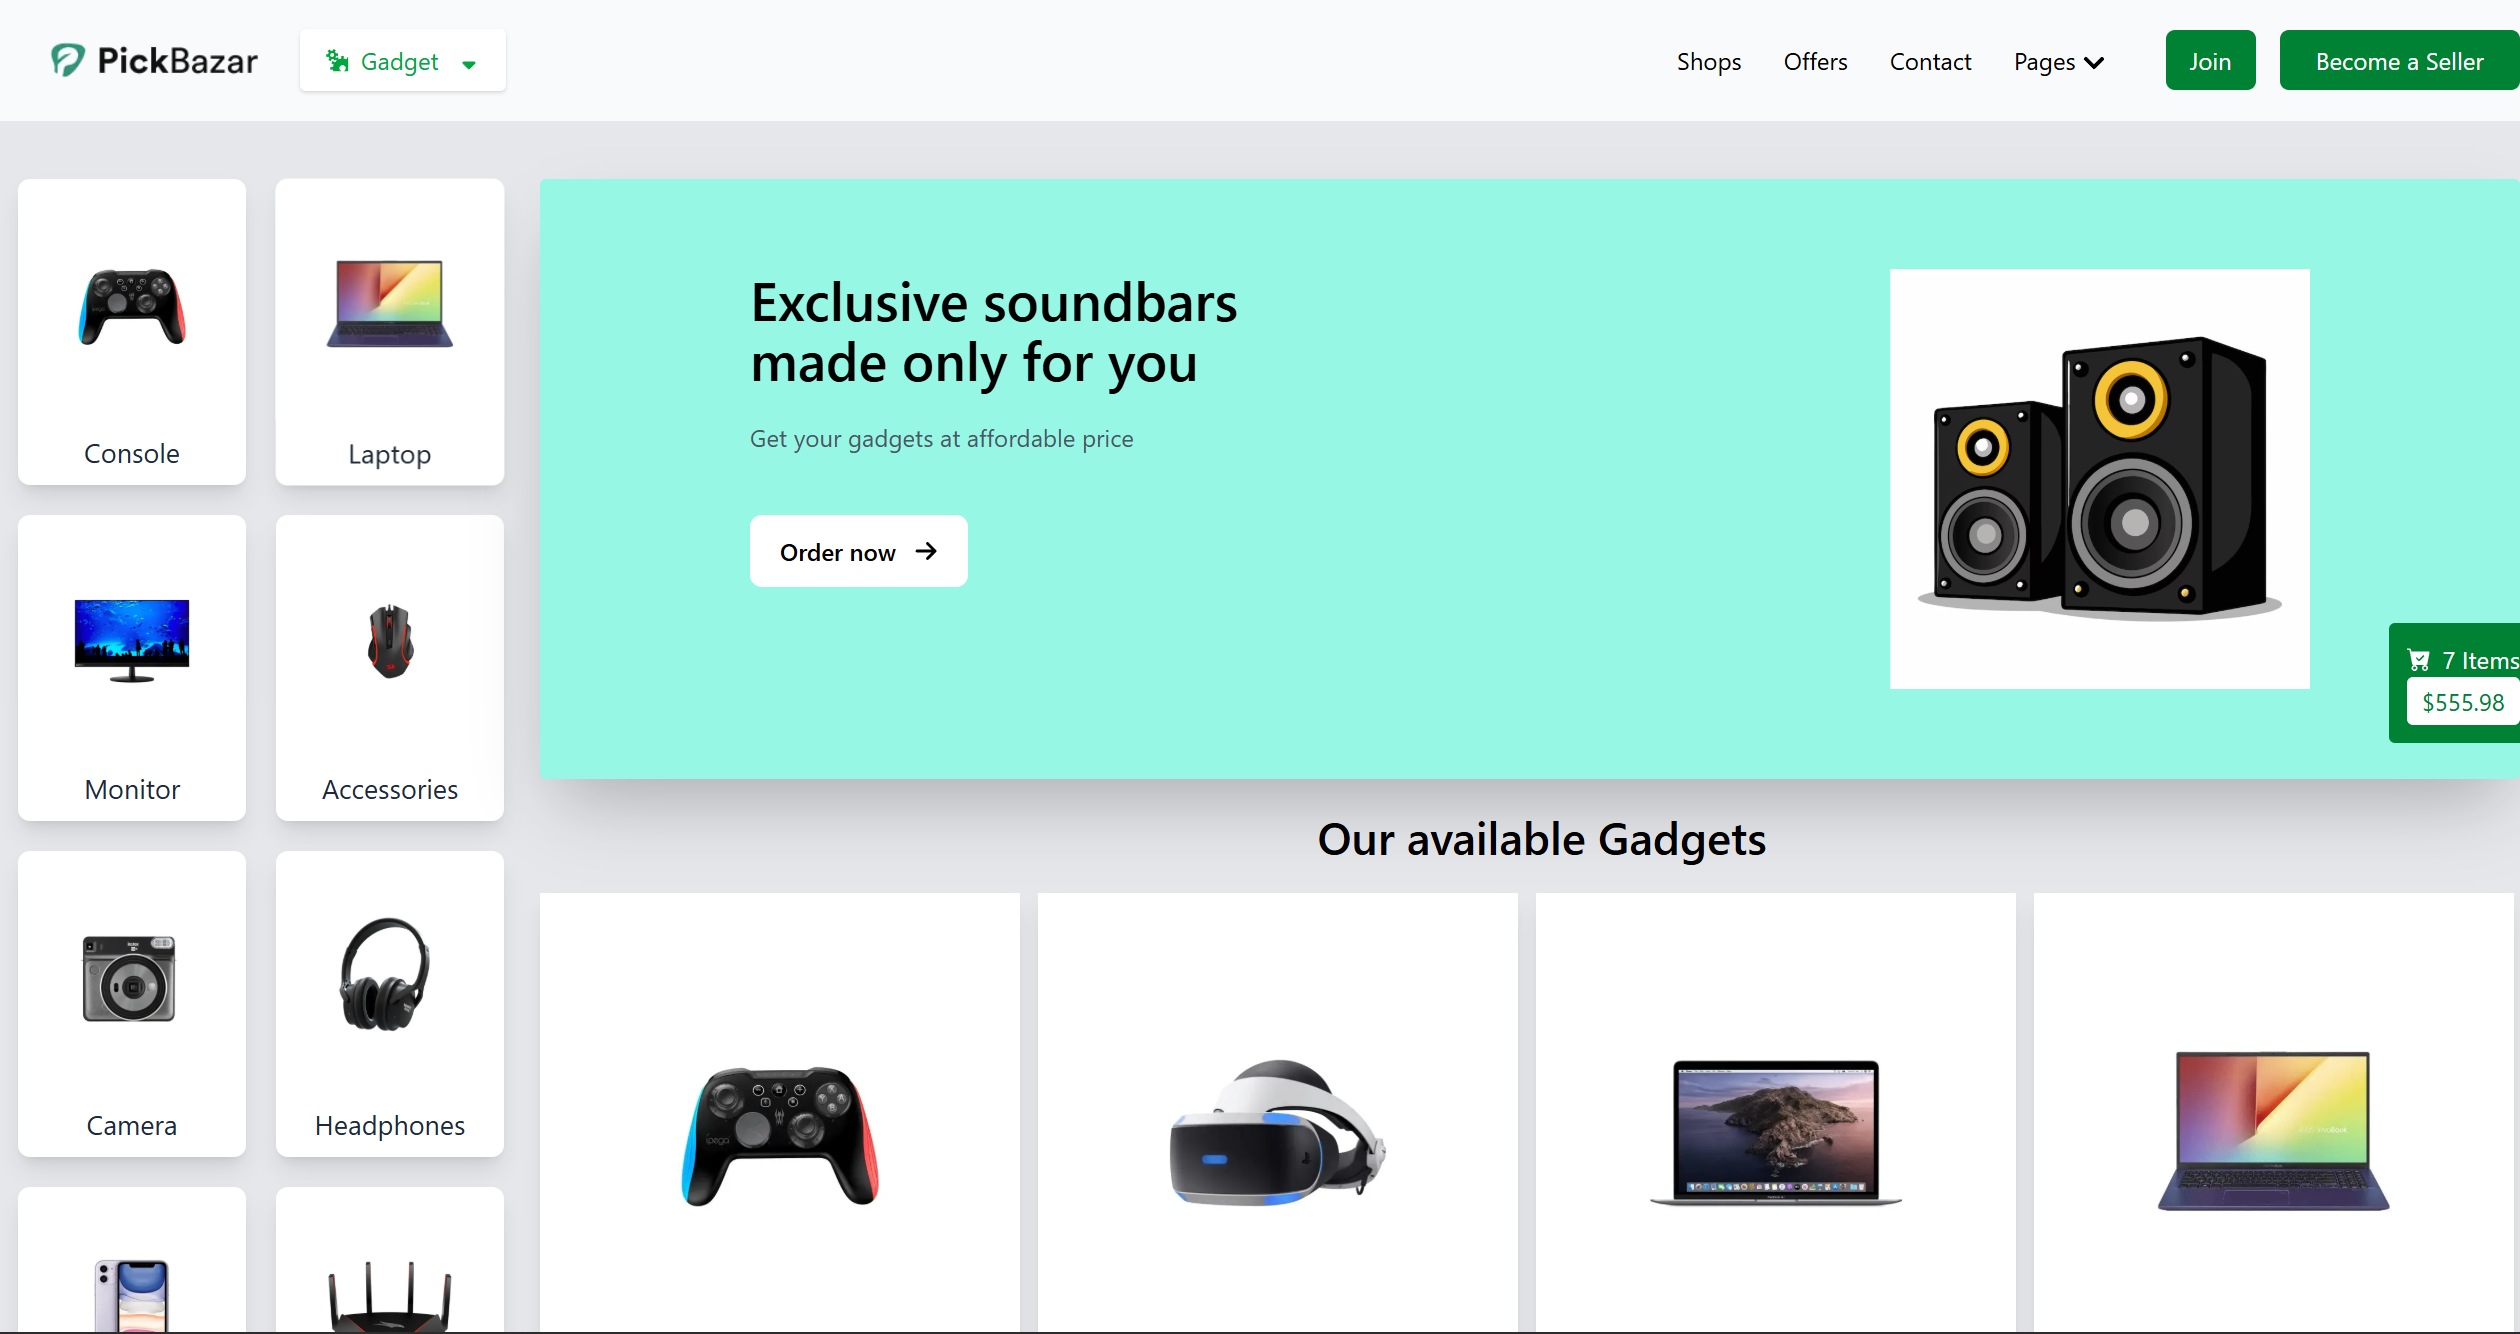 PickBazar
Gadget
Shops
Offers
Contact
Pages
Join
Become a Seller
Console
Laptop
Exclusive soundbars
made only for you
Get your gadgets at affordable price
Order now
7 Items
$555.98
Monitor
Accessories
Our available Gadgets
Camera
Headphones
ipega